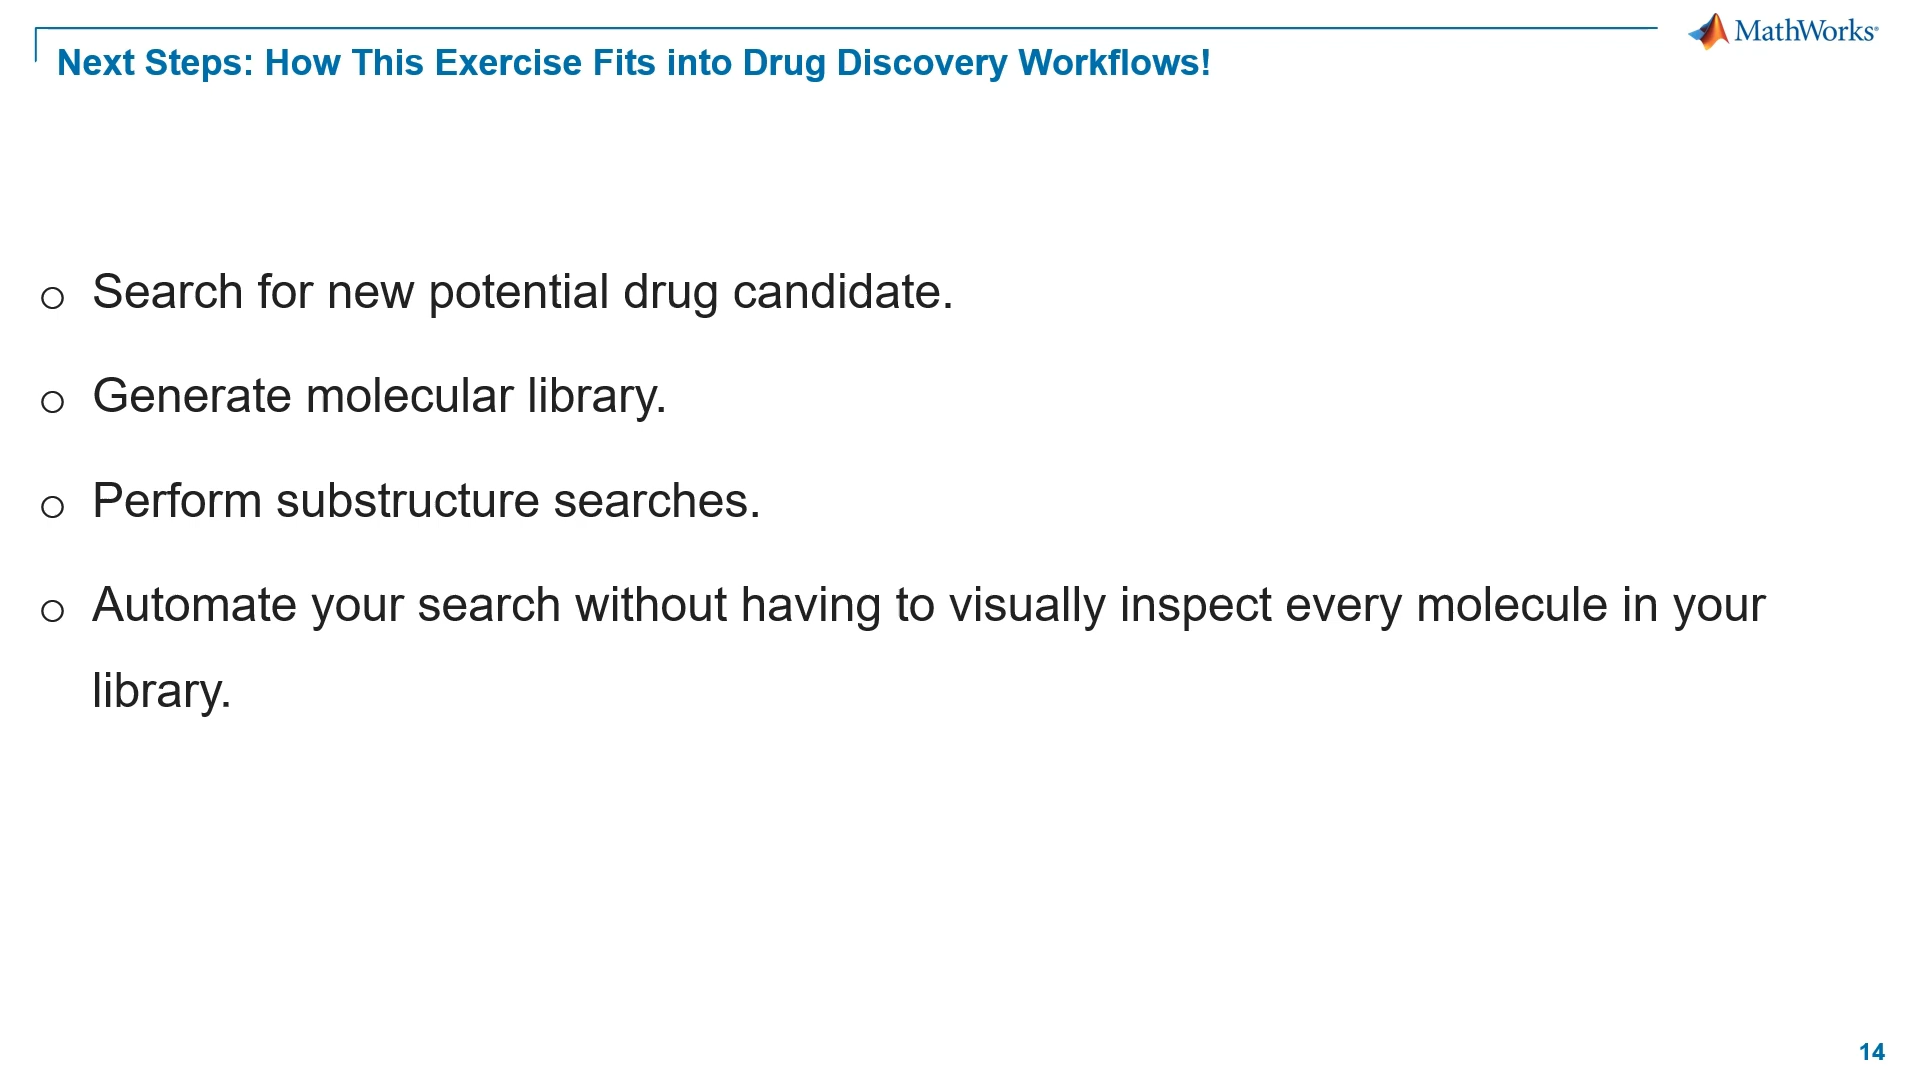 MathWorks®
Next Steps: How This Exercise Fits into Drug Discovery Workflows!
o Search for new potential drug candidate.
o Generate molecular library.
o Perform substructure searches.
o Automate your search without having to visually inspect every molecule in your
library.
14